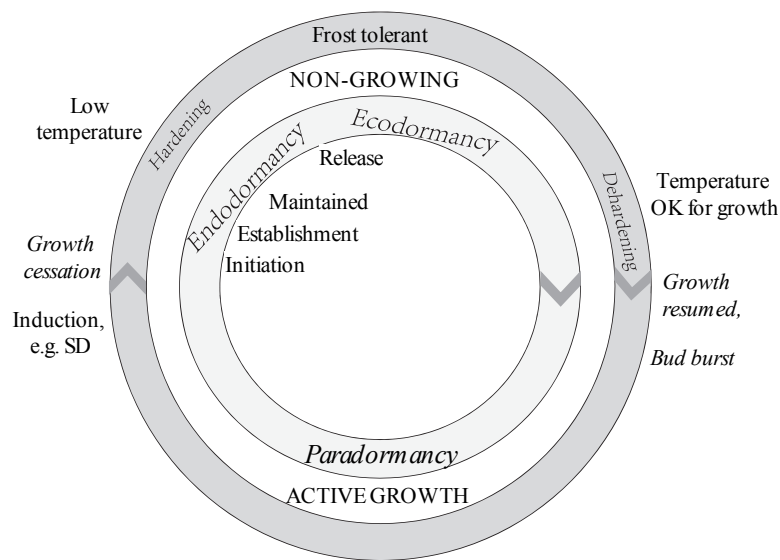 Frost tolerant
NON-GROWING
Low
temperature
Hardening
Ecodormancy
Endodormancy
Release
Maintained
Establishment
Initiation
Dehardening
Temperature
OK for growth
Growth
cessation
Induction,
e.g. SD
Growth
resumed,
Bud burst
Paradormancy
ACTIVE GROWTH